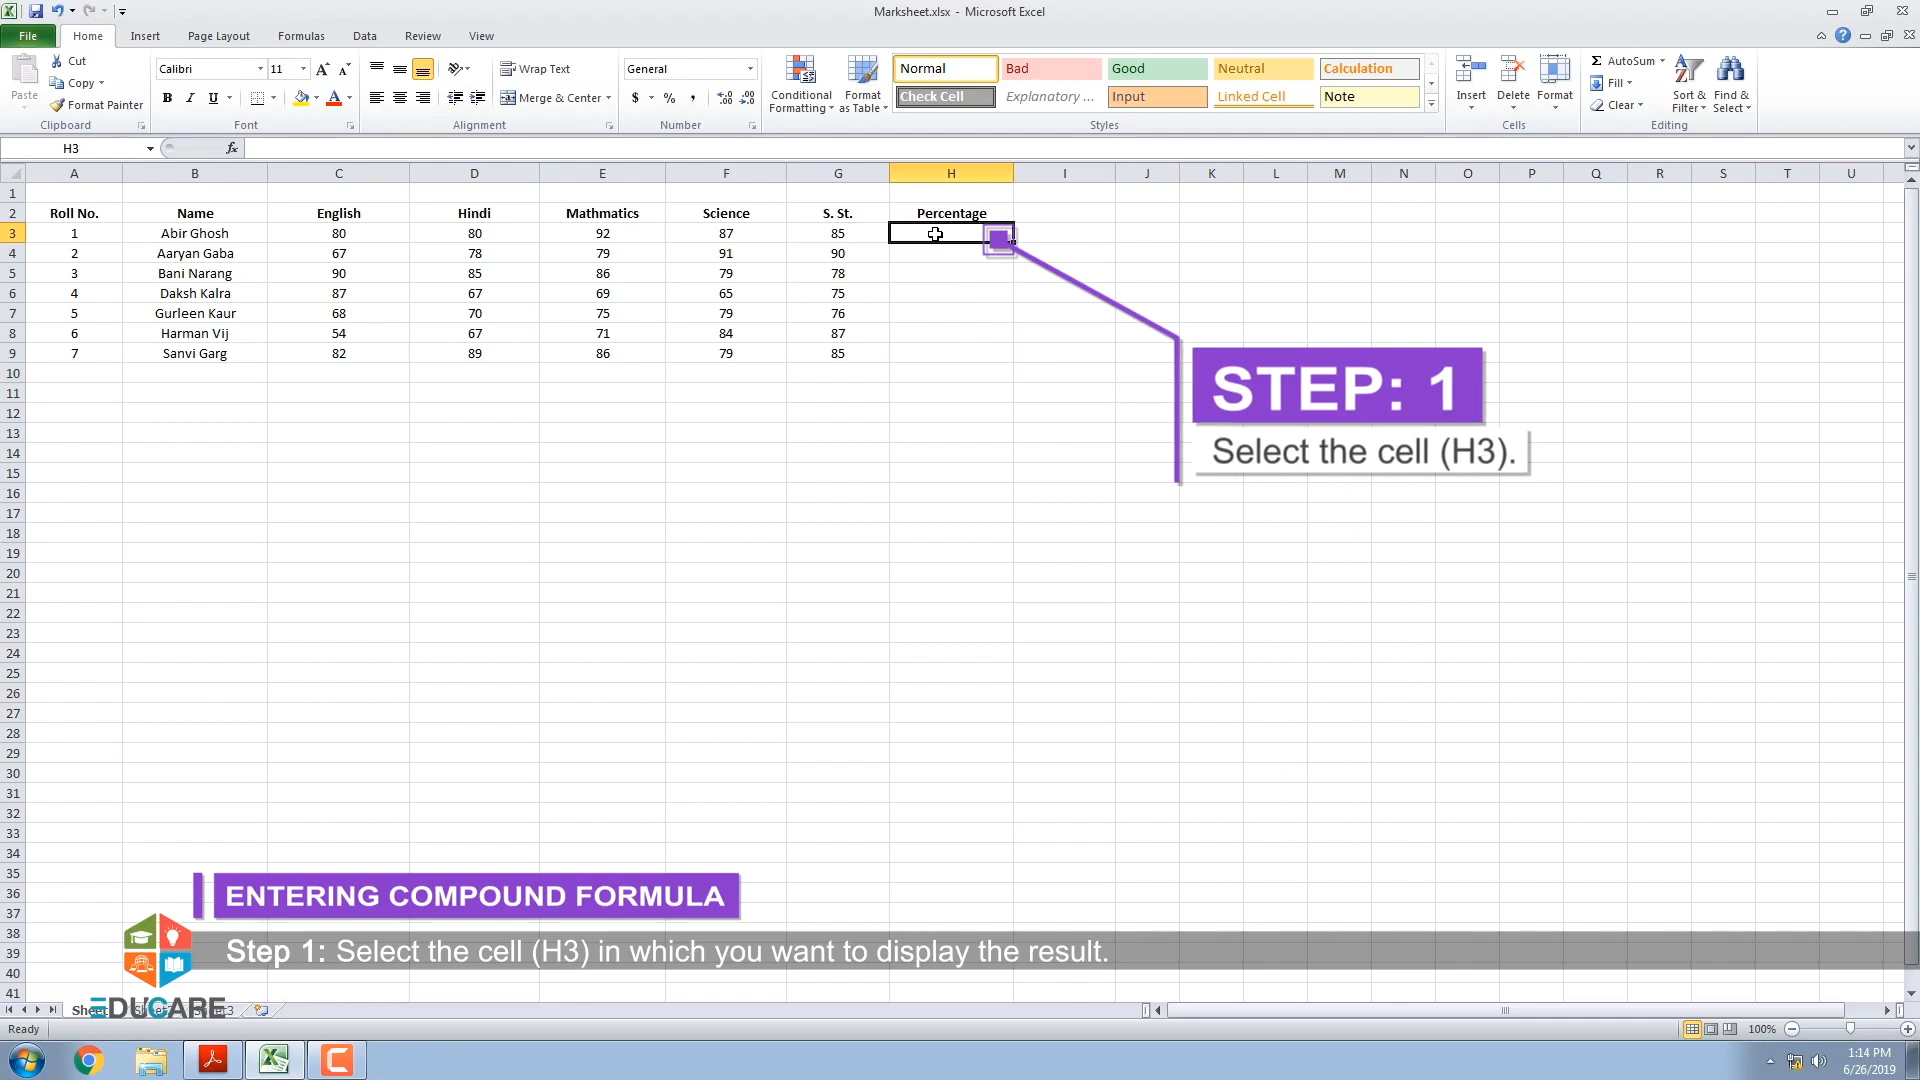 Marksheet.xlsx - Microsoft Excel
File Home Insert Page Layout Formulas Data Review View
Paste Cut Copy Format Painter Clipboard
Calibri 11 A A B I U A Font
Wrap Text Merge & Center Alignment
General $ % , Number
Conditional Formatting Format as Table
Normal Bad Good Neutral Calculation
Check Cell Explanatory ... Input Linked Cell Note
Styles
Insert Delete Format Cells
Σ AutoSum Fill Clear Sort & Filter Find & Select Editing
H3 fx
A B C D E F G H I J K L M N O P Q R S T U
1
2 Roll No. Name English Hindi Mathmatics Science S. St. Percentage
3 1 Abir Ghosh 80 80 92 87 85
4 2 Aaryan Gaba 67 78 79 91 90
5 3 Bani Narang 90 85 86 79 78
6 4 Daksh Kalra 87 67 69 65 75
7 5 Gurleen Kaur 68 70 75 79 76
8 6 Harman Vij 54 67 71 84 87
9 7 Sanvi Garg 82 89 86 79 85
10
11
12
13
14
15
16
17
18
19
20
21
22
23
24
25
26
27
28
29
30
31
32
33
34
35
36
37
38
39
40
41
STEP: 1
Select the cell (H3).
ENTERING COMPOUND FORMULA
Step 1: Select the cell (H3) in which you want to display the result.
EDUCARE
Ready 100%
1:14 PM
6/26/2019